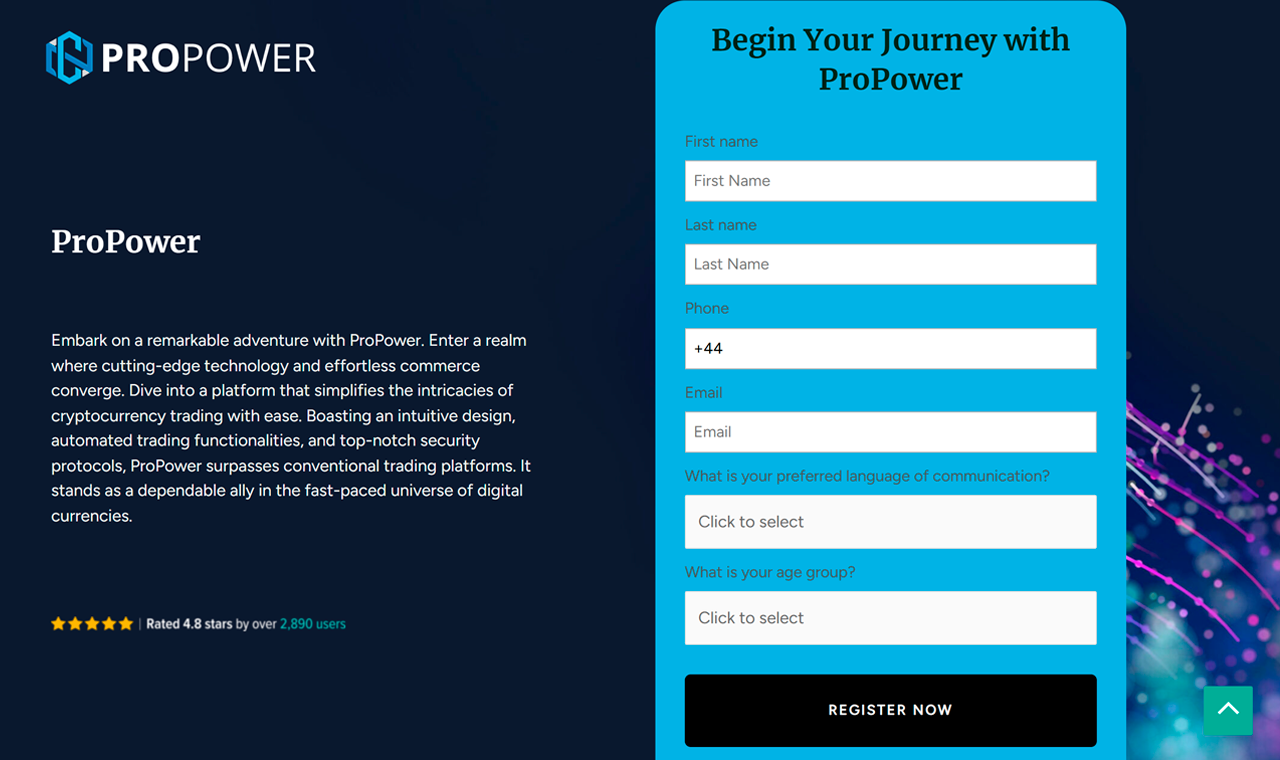 PROPOWER
ProPower
Embark on a remarkable adventure with ProPower. Enter a realm
where cutting-edge technology and effortless commerce
converge. Dive into a platform that simplifies the intricacies of
cryptocurrency trading with ease. Boasting an intuitive design,
automated trading functionalities, and top-notch security
protocols, ProPower surpasses conventional trading platforms. It
stands as a dependable ally in the fast-paced universe of digital
currencies.
| Rated 4.8 stars by over 2,890 users
Begin Your Journey with
ProPower
First name
First Name
Last name
Last Name
Phone
+44
Email
Email
What is your preferred language of communication?
Click to select
What is your age group?
Click to select
REGISTER NOW